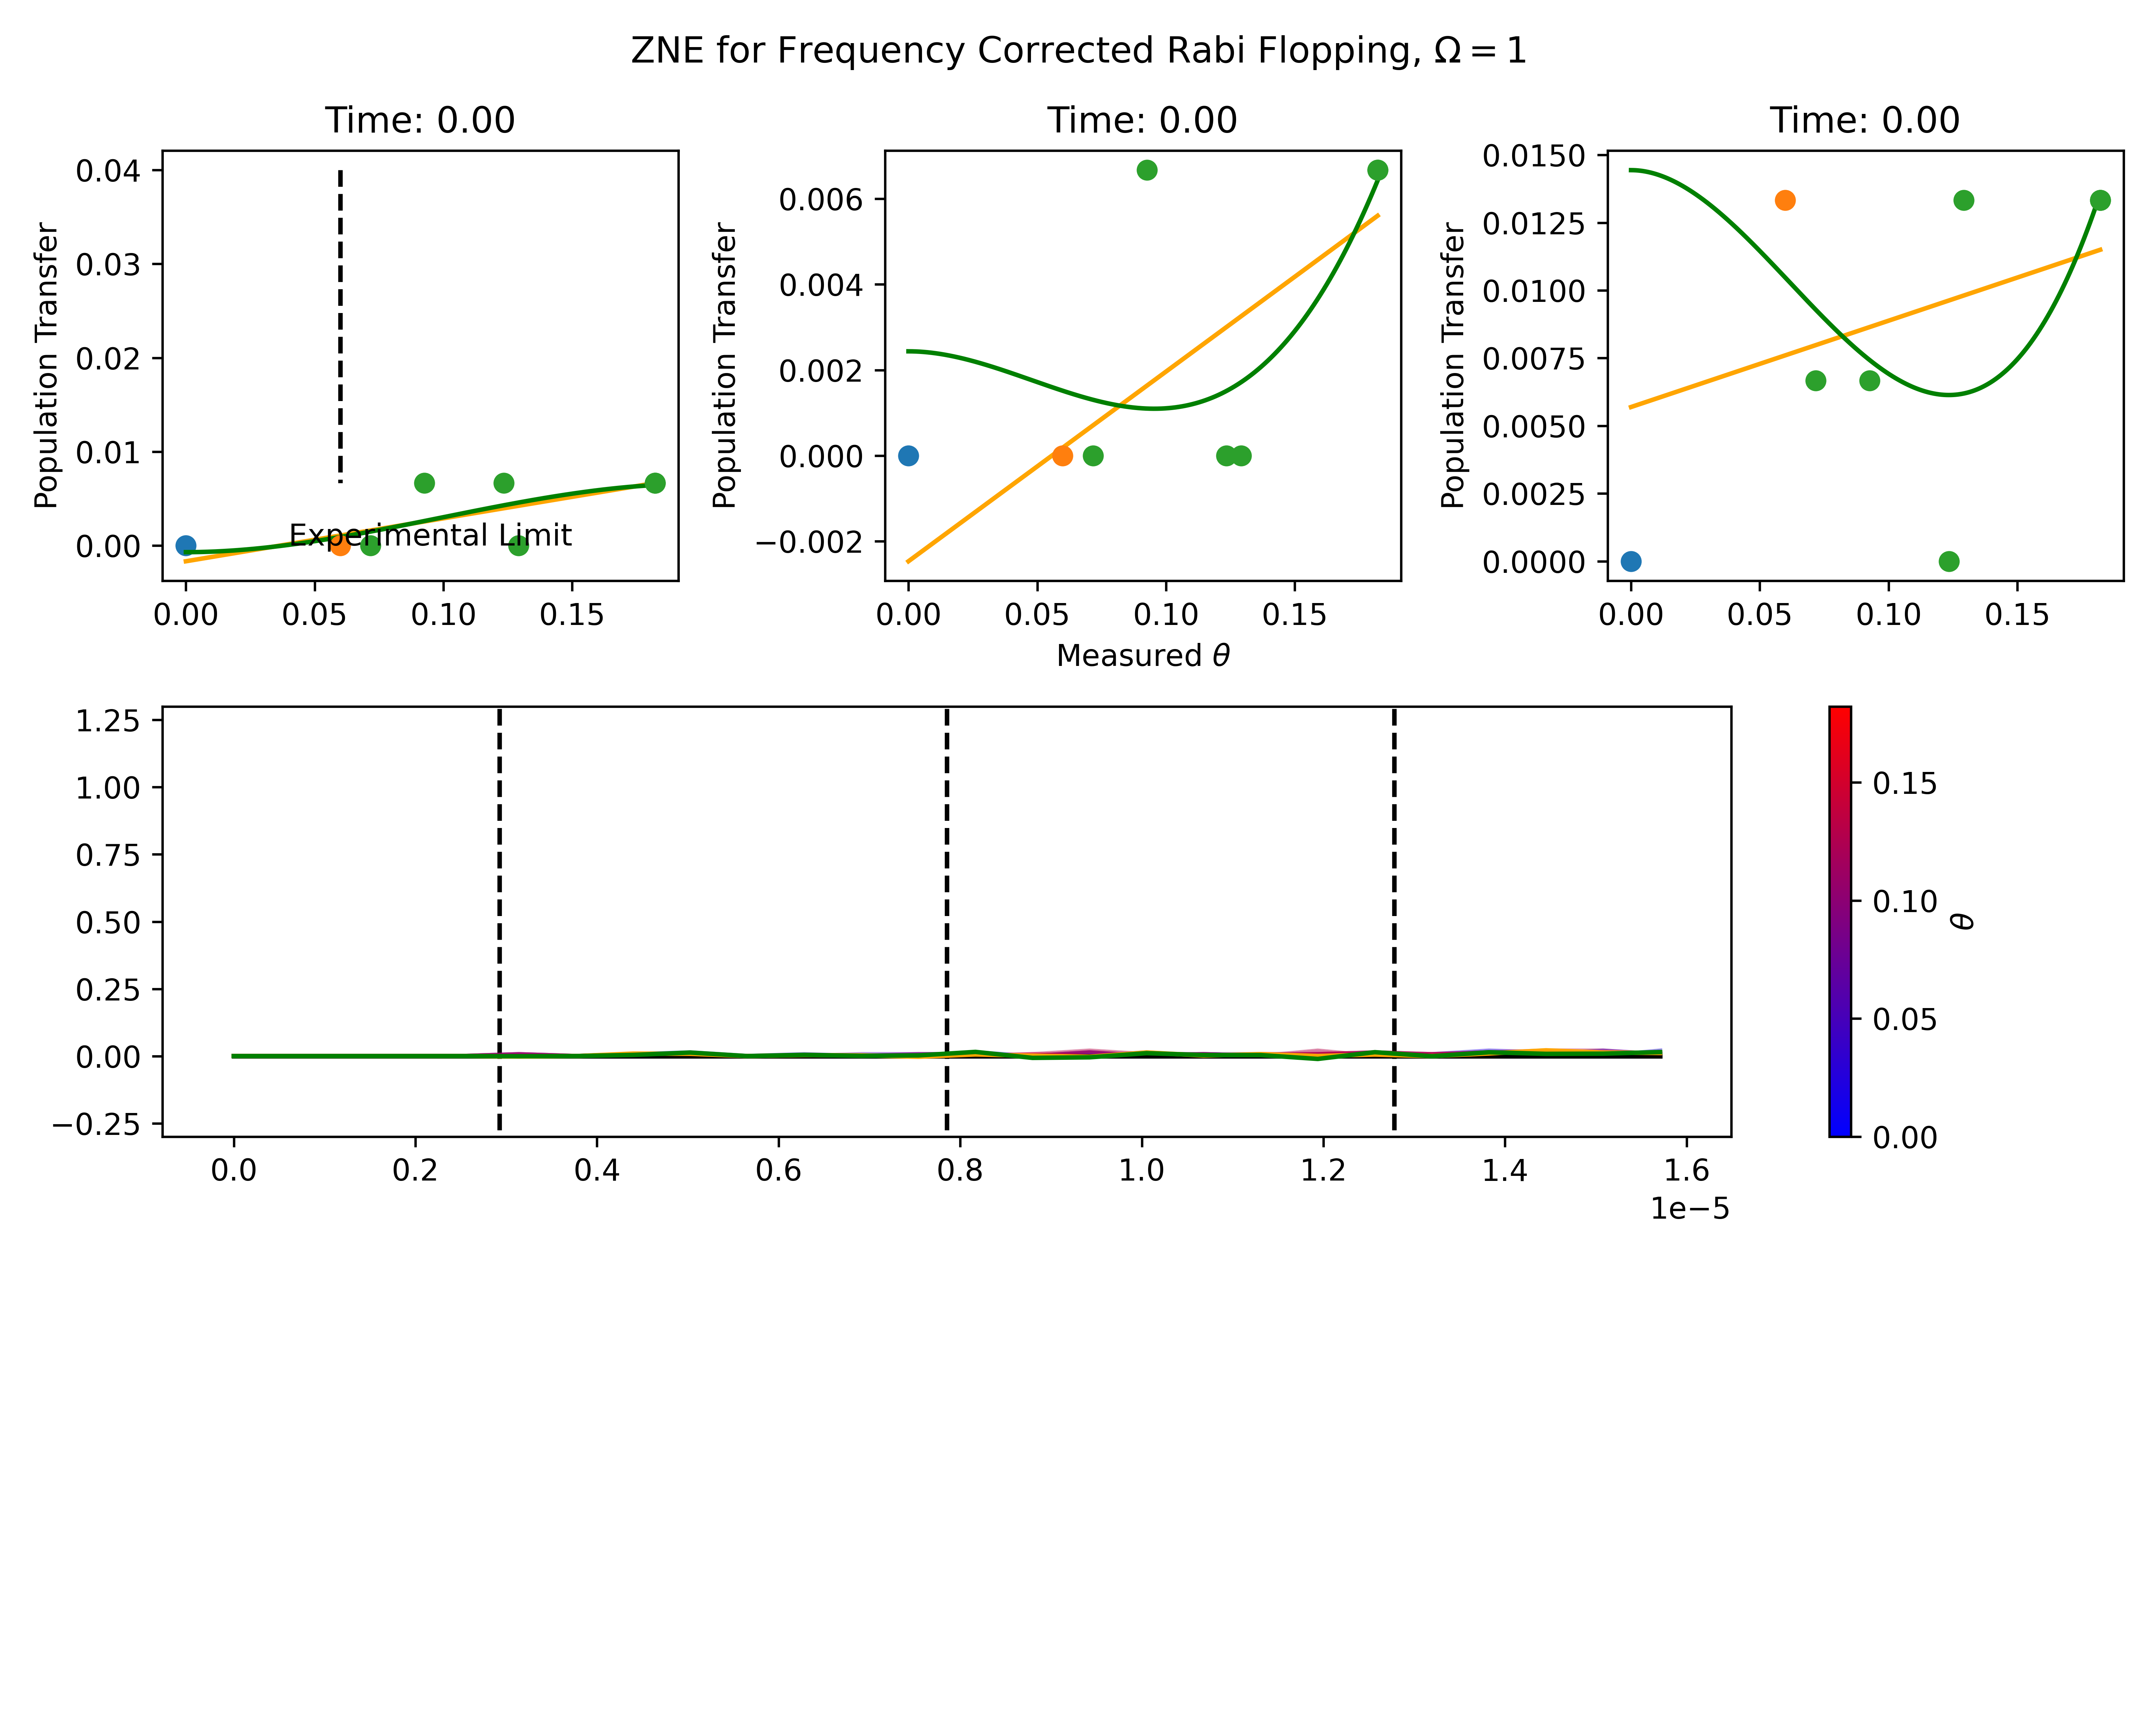 ZNE for Frequency Corrected Rabi Flopping, Ω = 1
Time: 0.00
Time: 0.00
Time: 0.00
Population Transfer
0.04
0.03
0.02
0.01
0.00
Experimental Limit
0.00 0.05 0.10 0.15
Population Transfer
0.006
0.004
0.002
0.000
−0.002
0.00 0.05 0.10 0.15
Measured θ
Population Transfer
0.0150
0.0125
0.0100
0.0075
0.0050
0.0025
0.0000
0.00 0.05 0.10 0.15
1.25
1.00
0.75
0.50
0.25
0.00
−0.25
0.0 0.2 0.4 0.6 0.8 1.0 1.2 1.4 1.6
1e−5
0.15
0.10
0.05
0.00
θ